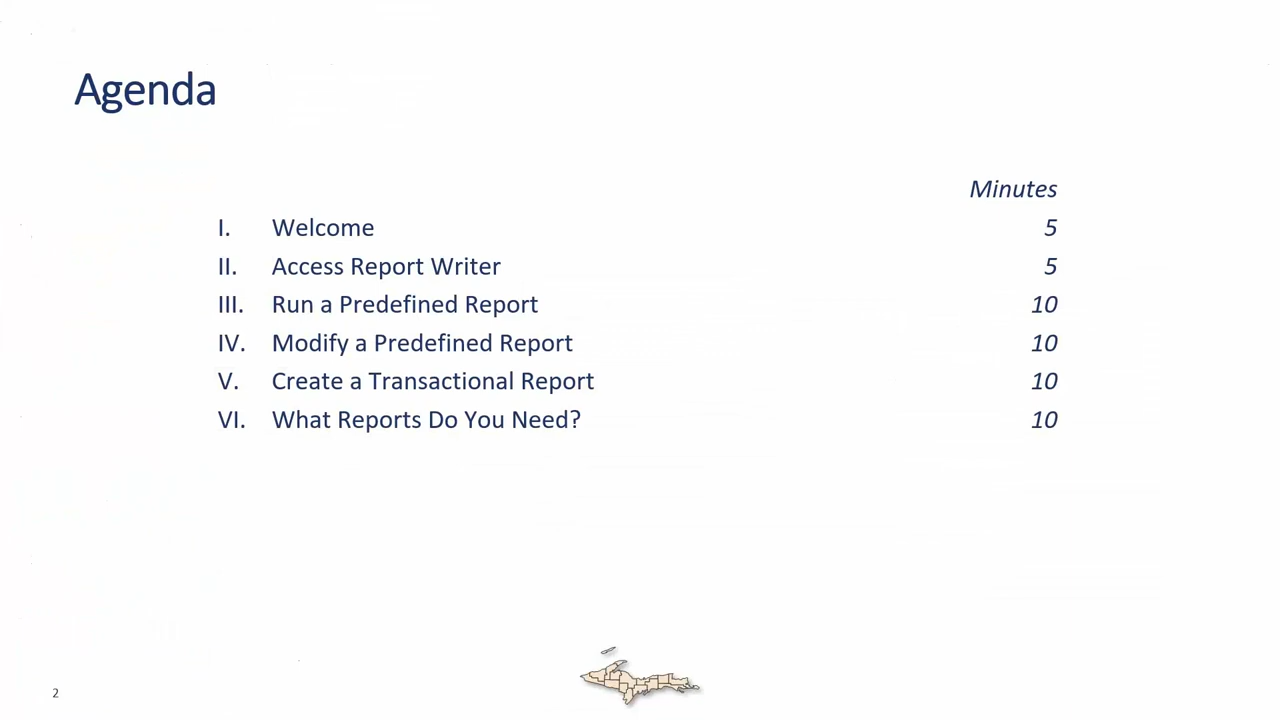 Agenda
Minutes
I. Welcome 5
II. Access Report Writer 5
III. Run a Predefined Report 10
IV. Modify a Predefined Report 10
V. Create a Transactional Report 10
VI. What Reports Do You Need? 10
2